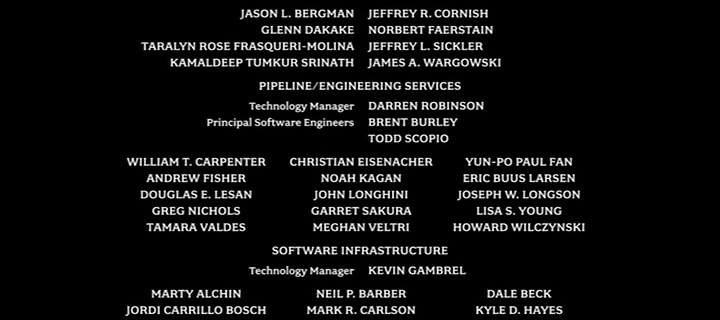 JASON L. BERGMAN JEFFREY R. CORNISH
GLENN DAKAKE NORBERT FAERSTAIN
TARALYN ROSE FRASQUERI-MOLINA JEFFREY L. SICKLER
KAMALDEEP TUMKUR SRINATH JAMES A. WARGOWSKI
PIPELINE/ENGINEERING SERVICES
Technology Manager DARREN ROBINSON
Principal Software Engineers BRENT BURLEY
TODD SCOPIO
WILLIAM T. CARPENTER CHRISTIAN EISENACHER YUN-PO PAUL FAN
ANDREW FISHER NOAH KAGAN ERIC BUUS LARSEN
DOUGLAS E. LESAN JOHN LONGHINI JOSEPH W. LONGSON
GREG NICHOLS GARRET SAKURA LISA S. YOUNG
TAMARA VALDES MEGHAN VELTRI HOWARD WILCZYNSKI
SOFTWARE INFRASTRUCTURE
Technology Manager KEVIN GAMBREL
MARTY ALCHIN NEIL P. BARBER DALE BECK
JORDI CARRILLO BOSCH MARK R. CARLSON KYLE D. HAYES